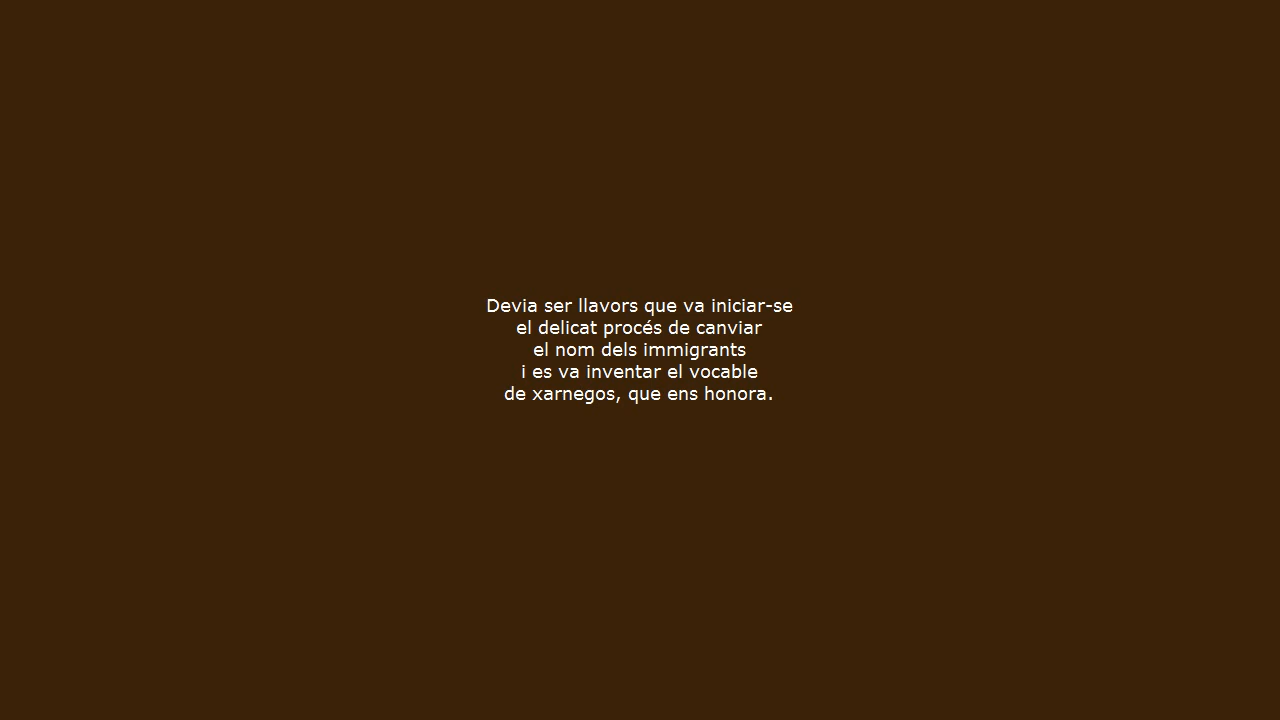 Devia ser llavors que va iniciar-se
el delicat procés de canviar
el nom dels immigrants
i es va inventar el vocable
de xarnegos, que ens honora.